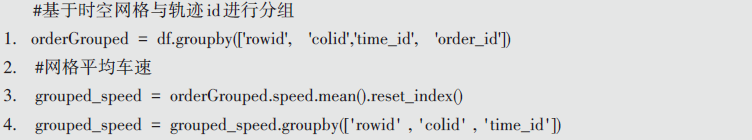 #基于时空网格与轨迹id进行分组
1. orderGrouped = df.groupby(['rowid', 'colid','time_id', 'order_id'])
2. #网格平均车速
3. grouped_speed = orderGrouped.speed.mean().reset_index()
4. grouped_speed = grouped_speed.groupby(['rowid' , 'colid' , 'time_id'])